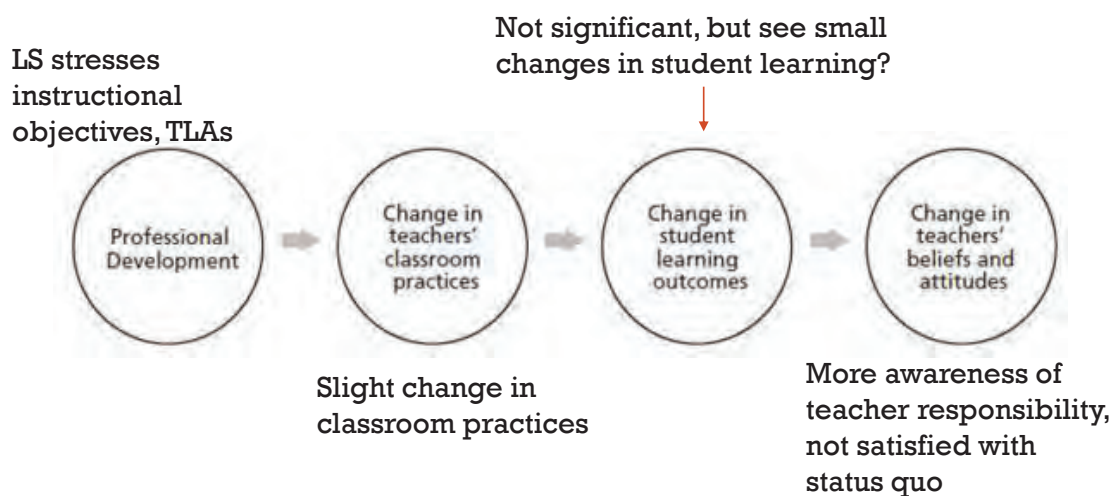 Not significant, but see small
changes in student learning?
LS stresses
instructional
objectives, TLAs
Professional
Development
Change in
teachers'
classroom
practices
Change in
student
learning
outcomes
Change in
teachers'
beliefs and
attitudes
Slight change in
classroom practices
More awareness of
teacher responsibility,
not satisfied with
status quo